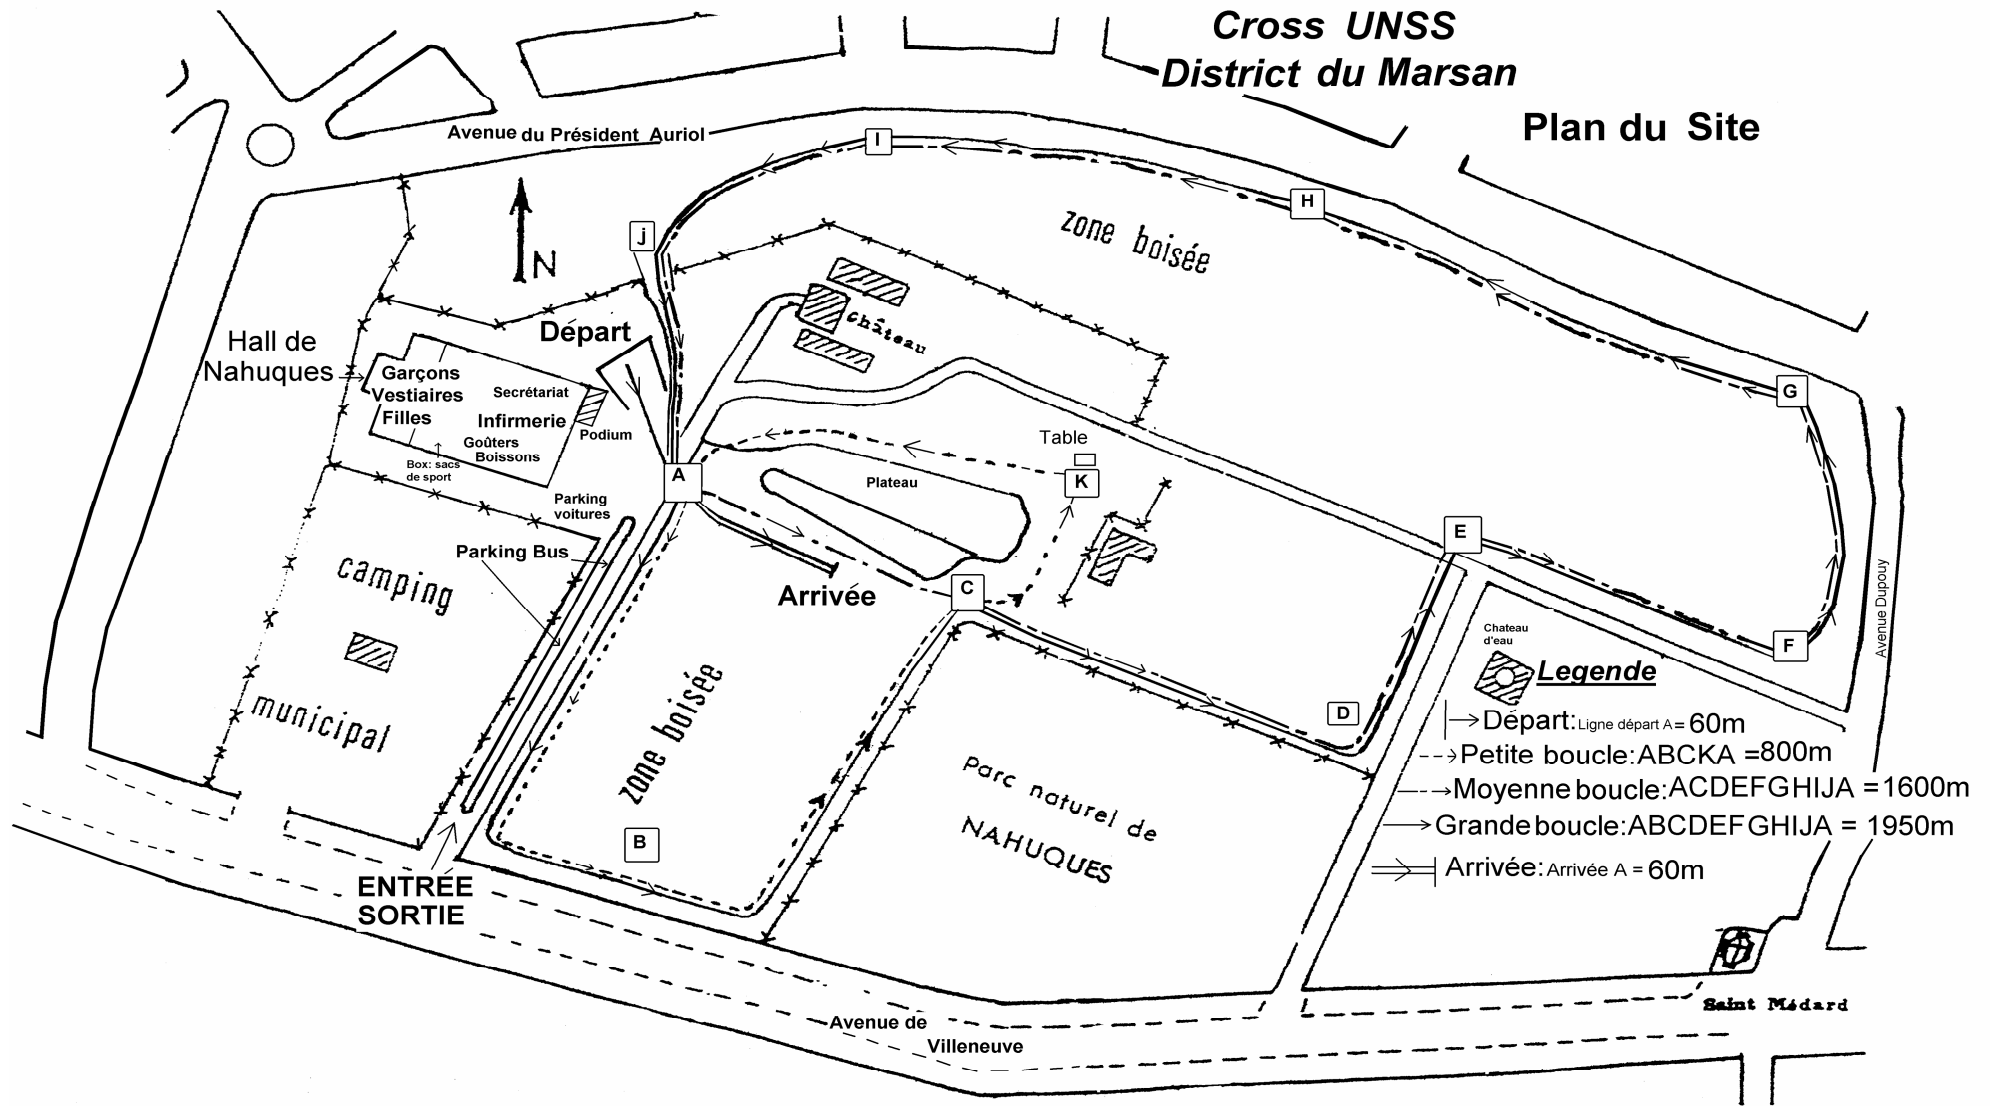 Cross UNSS
District du Marsan
Plan du Site
Avenue du Président Auriol
I
H
j
N
zone boisée
Départ
Château
Hall de
Nahuques
Garçons
Vestiaires
Filles
Secrétariat
Infirmerie
Goûters
Boissons
Podium
Box: sacs
de sport
G
Table
K
A
Plateau
Parking
voitures
Parking Bus
E
Arrivée
C
F
Avenue Dupouy
camping
municipal
zone boisée
B
D
Parc naturel de
NAHUQUES
Chateau
d'eau
Legende
Départ: Ligne départ A = 60m
Petite boucle: ABCKA =800m
Moyenne boucle: ACDEFGHIJA =1600m
Grande boucle: ABCDEFGHIJA = 1950m
Arrivée: Arrivée A = 60m
ENTREE
SORTIE
Saint Médard
Avenue de
Villeneuve